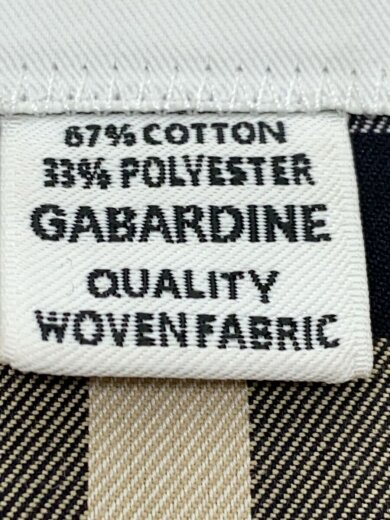 67% COTTON
33% POLYESTER
GABARDINE
QUALITY
WOVEN FABRIC